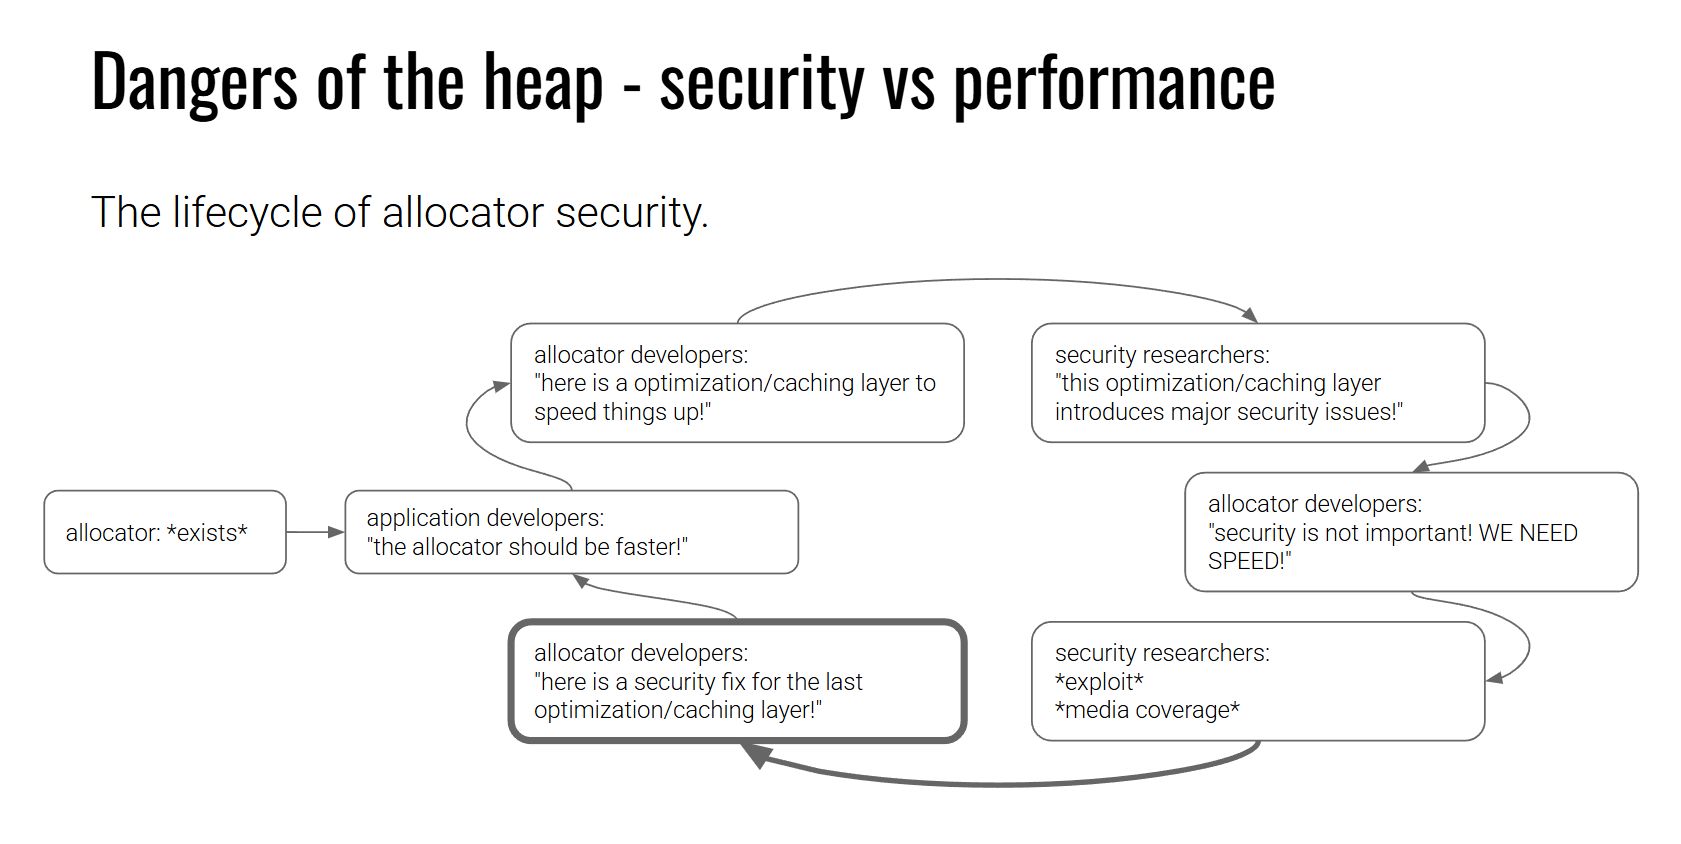 Dangers of the heap - security vs performance
The lifecycle of allocator security.
allocator developers:
"here is a optimization/caching layer to
speed things up!"
security researchers:
"this optimization/caching layer
introduces major security issues!"
allocator: *exists*
application developers:
"the allocator should be faster!"
allocator developers:
"security is not important! WE NEED
SPEED!"
allocator developers:
"here is a security fix for the last
optimization/caching layer!"
security researchers:
*exploit*
*media coverage*